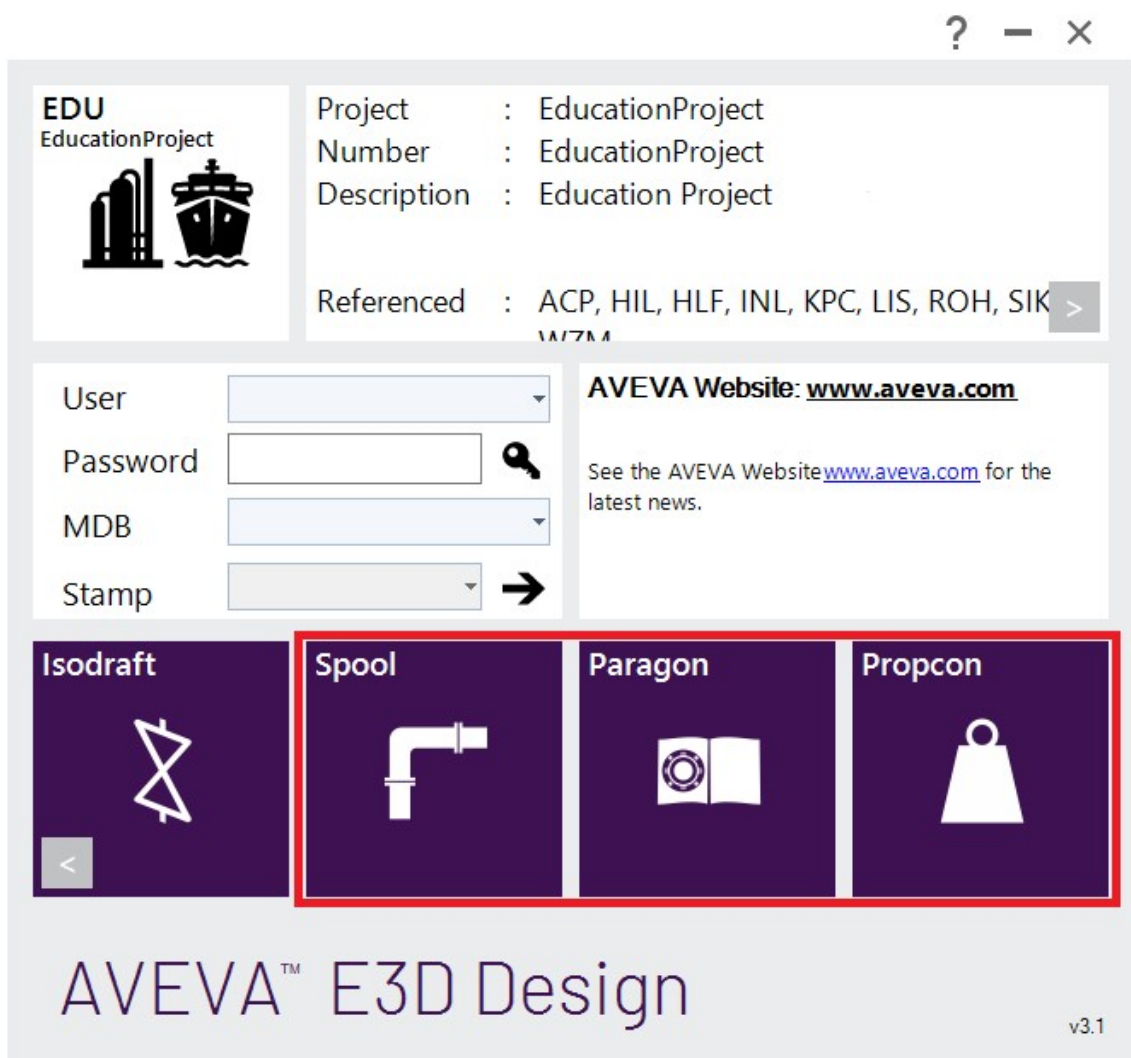 ? – ×
EDU
EducationProject
Project : EducationProject
Number : EducationProject
Description : Education Project
Referenced : ACP, HIL, HLF, INL, KPC, LIS, ROH, SIK
WZM
>
User
Password
MDB
Stamp
AVEVA Website: www.aveva.com
See the AVEVA Website www.aveva.com for the
latest news.
Isodraft
<
Spool
Paragon
Propcon
AVEVA™ E3D Design
v3.1